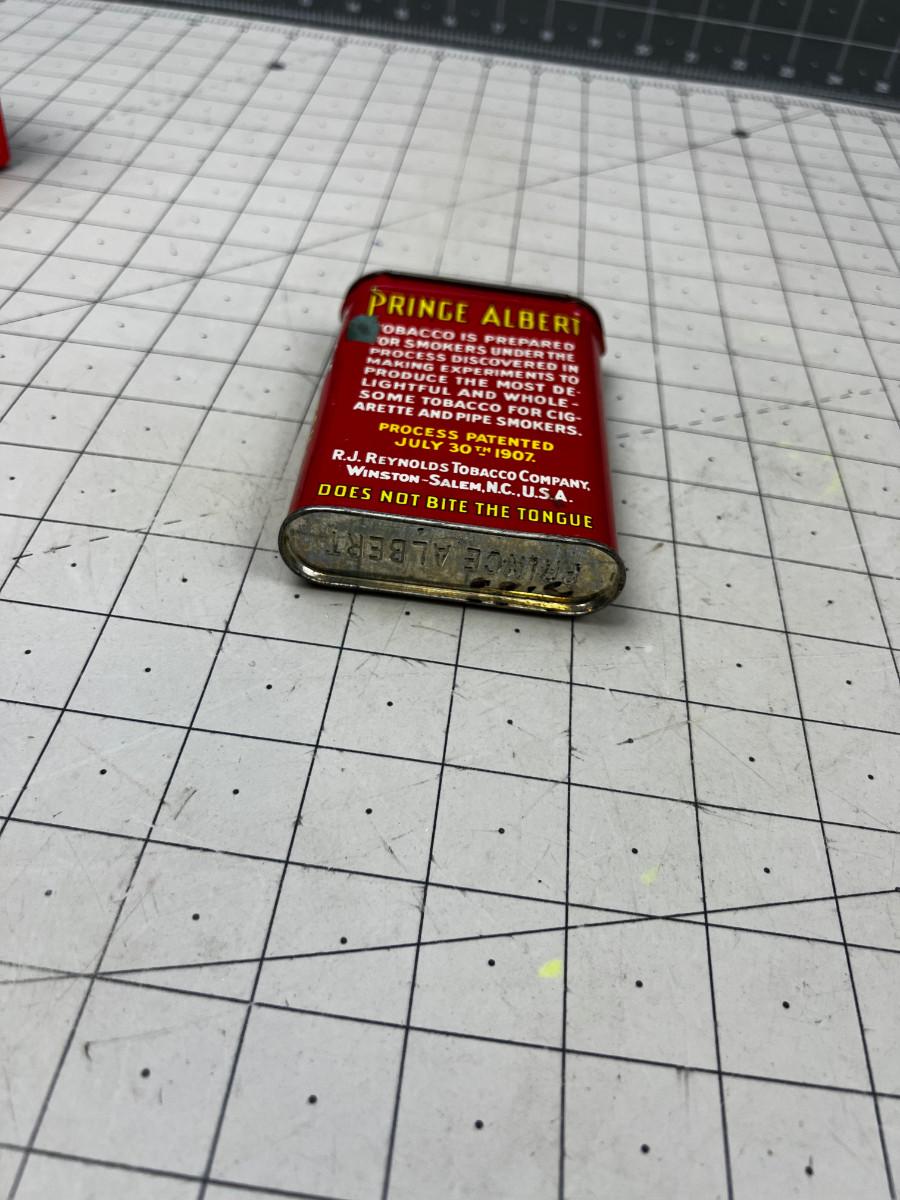 PRINCE ALBERT
TOBACCO IS PREPARED
FOR SMOKERS UNDER THE
PROCESS DISCOVERED IN
MAKING EXPERIMENTS TO
PRODUCE THE MOST DE-
LIGHTFUL AND WHOLE-
SOME TOBACCO FOR CIG-
ARETTE AND PIPE SMOKERS.
PROCESS PATENTED
JULY 30TH 1907.
R.J. REYNOLDS TOBACCO COMPANY,
WINSTON-SALEM, N.C., U.S.A.
DOES NOT BITE THE TONGUE
PRINCE ALBERT